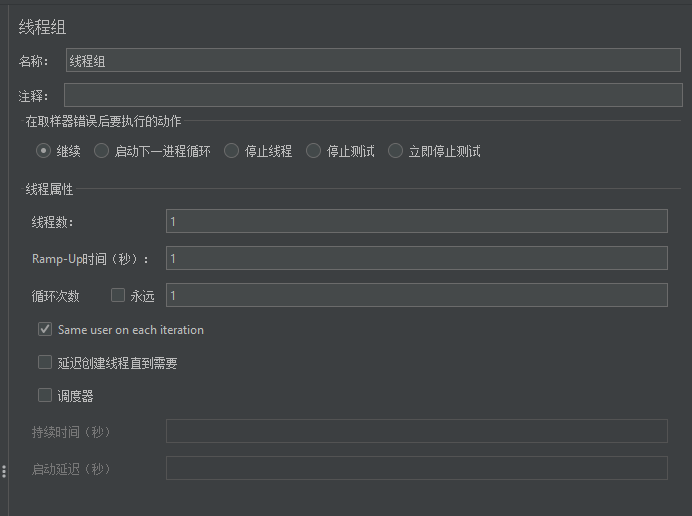 线程组
名称： 线程组
注释：
在取样器错误后要执行的动作
继续 启动下一进程循环 停止线程 停止测试 立即停止测试
线程属性
线程数： 1
Ramp-Up时间（秒）： 1
循环次数 永远 1
Same user on each iteration
延迟创建线程直到需要
调度器
持续时间（秒）
启动延迟（秒）